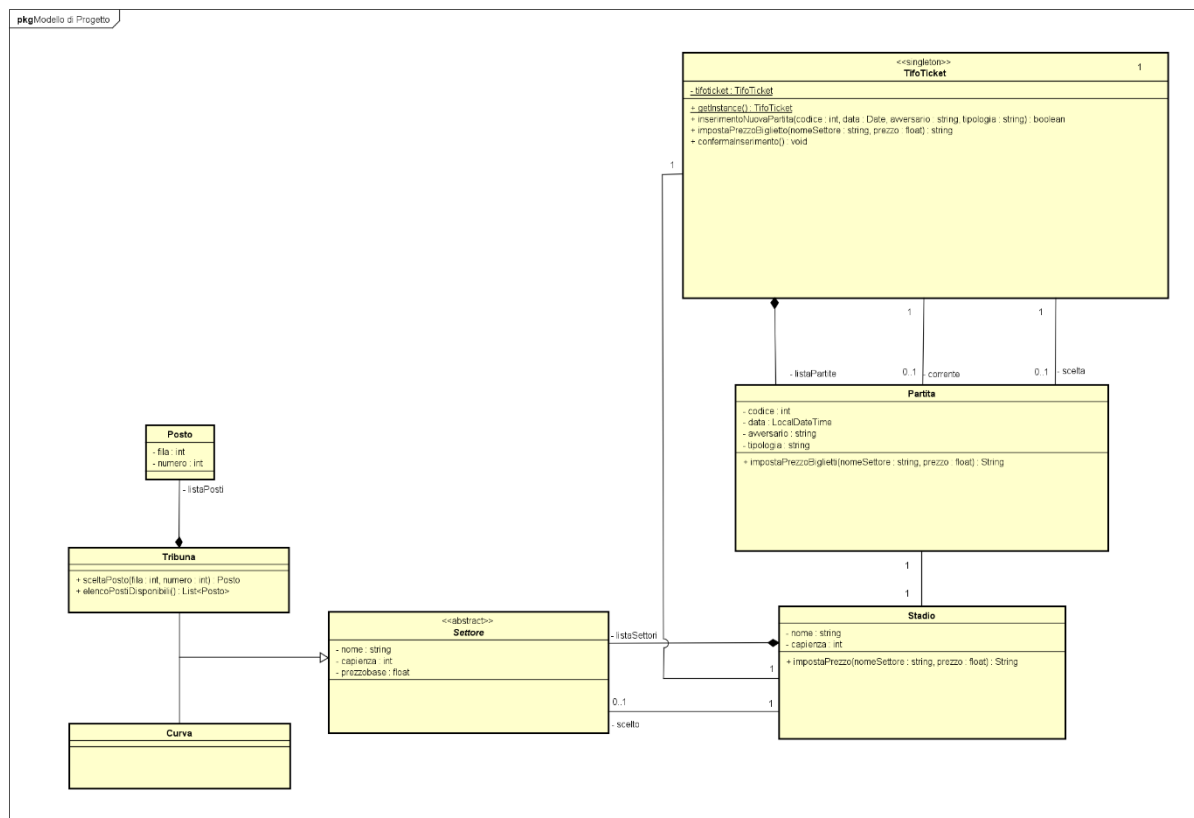 pkg Modello di Progetto
<<singleton>>
TifoTicket
1
- tifoticket : TifoTicket
+ getInstance() : TifoTicket
+ inserimentoNuovaPartita(codice : int, data : Date, avversario : string, tipologia : string) : boolean
+ impostaPrezzoBiglietto(nomeSettore : string, prezzo : float) : string
+ confermaInserimento() : void
1
1
1
- listaPartite
0..1
- corrente
0..1
- scelta
Partita
- codice : int
- data : LocalDateTime
- avversario : string
- tipologia : string
+ impostaPrezzoBiglietti(nomeSettore : string, prezzo : float) : String
1
1
Posto
- fila : int
- numero : int
- listaPosti
Tribuna
+ sceltaPosto(fila : int, numero : int) : Posto
+ elencoPostiDisponibili() : List<Posto>
<<abstract>>
Settore
- nome : string
- capienza : int
- prezzobase : float
- listaSettori
1
0..1
1
- scelto
Stadio
- nome : string
- capienza : int
+ impostaPrezzo(nomeSettore : string, prezzo : float) : String
Curva